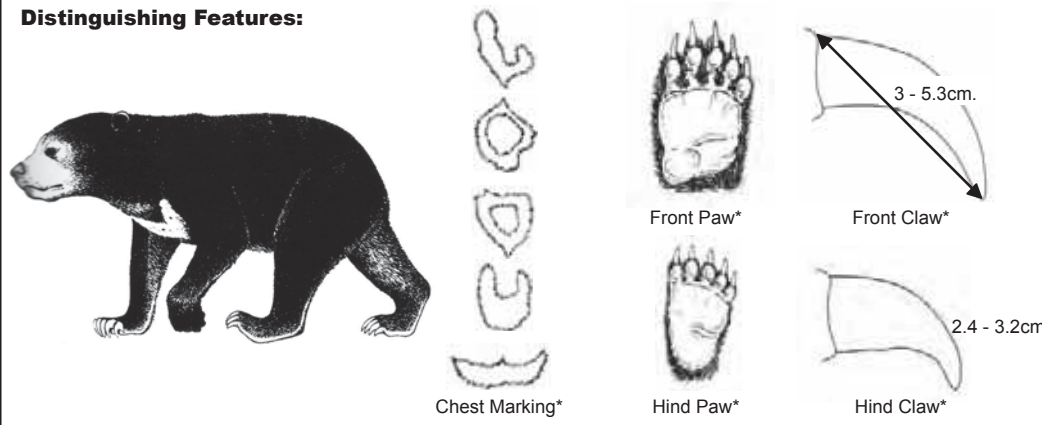 Distinguishing Features:
3 - 5.3cm.
Front Paw*
Front Claw*
2.4 - 3.2cm
Chest Marking*
Hind Paw*
Hind Claw*